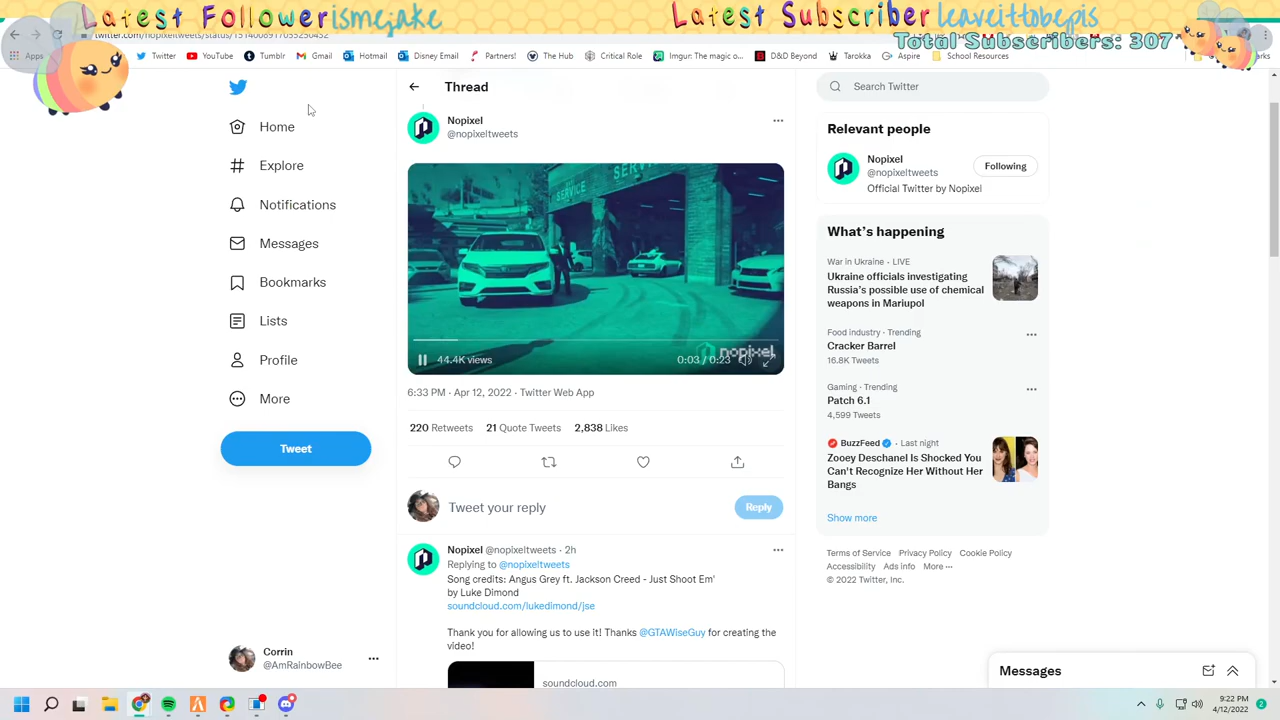 Latest Follower ismejake
Latest Subscriber leaveittobepis
Total Subscribers: 307
Apps
Twitter
YouTube
Tumblr
Gmail
Hotmail
Disney Email
Partners!
The Hub
Critical Role
Imgur: The magic o...
D&D Beyond
Tarokka
Aspire
School Resources
Home
Explore
Notifications
Messages
Bookmarks
Lists
Profile
More
Tweet
Corrin
@AmRainbowBee
Thread
Nopixel
@nopixeltweets
SERVICE
SERVICE
nopixel
44.4K views
0:03 / 0:23
6:33 PM · Apr 12, 2022 · Twitter Web App
220 Retweets 21 Quote Tweets 2,838 Likes
Tweet your reply
Reply
Nopixel @nopixeltweets · 2h
Replying to @nopixeltweets
Song credits: Angus Grey ft. Jackson Creed - Just Shoot Em'
by Luke Dimond
soundcloud.com/lukedimond/jse
Thank you for allowing us to use it! Thanks @GTAWiseGuy for creating the
video!
soundcloud.com
Search Twitter
Relevant people
Nopixel
@nopixeltweets
Following
Official Twitter by Nopixel
What's happening
War in Ukraine · LIVE
Ukraine officials investigating
Russia's possible use of chemical
weapons in Mariupol
Food industry · Trending
Cracker Barrel
16.8K Tweets
Gaming · Trending
Patch 6.1
4,599 Tweets
BuzzFeed · Last night
Zooey Deschanel Is Shocked You
Can't Recognize Her Without Her
Bangs
Show more
Terms of Service Privacy Policy Cookie Policy
Accessibility Ads info More ···
© 2022 Twitter, Inc.
Messages
9:22 PM
4/12/2022
2